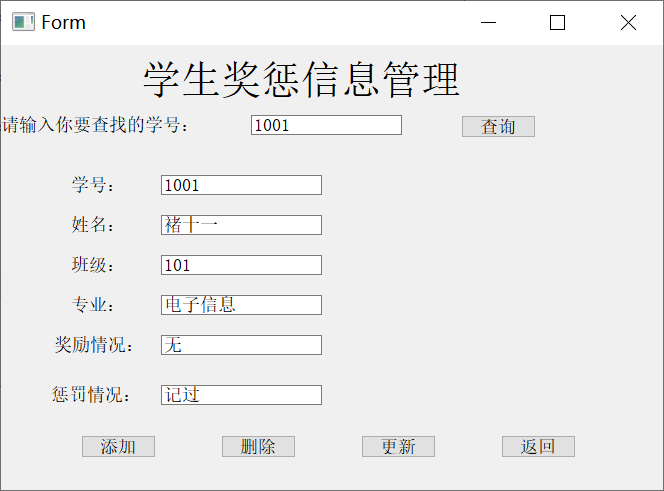 Form
学生奖惩信息管理
请输入你要查找的学号： 1001 查询
学号： 1001
姓名： 褚十一
班级： 101
专业： 电子信息
奖励情况： 无
惩罚情况： 记过
添加 删除 更新 返回